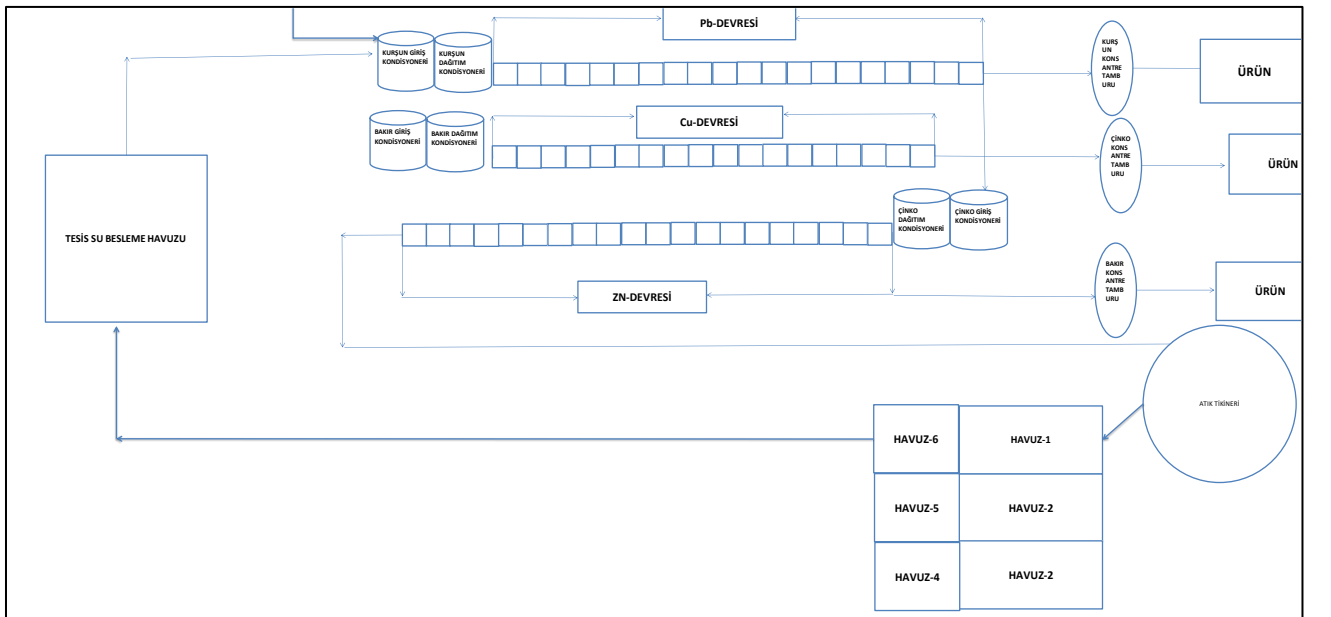 Pb-DEVRESİ
KURŞUN GİRİŞ
KONDİSYONERİ
KURŞUN
DAĞITIM
KONDİSYONERİ
KURŞ
UN
KONS
ANTRE
TAMB
URU
ÜRÜN
BAKIR GİRİŞ
KONDİSYONERİ
BAKIR DAĞITIM
KONDİSYONERİ
Cu-DEVRESİ
ÇİNKO
KONS
ANTRE
TAMB
URU
ÜRÜN
TESİS SU BESLEME HAVUZU
ÇİNKO
DAĞITIM
KONDİSYONERİ
ÇİNKO GİRİŞ
KONDİSYONERİ
ZN-DEVRESİ
BAKIR
KONS
ANTRE
TAMB
URU
ÜRÜN
ATIK TİKİNERİ
HAVUZ-6
HAVUZ-1
HAVUZ-5
HAVUZ-2
HAVUZ-4
HAVUZ-2